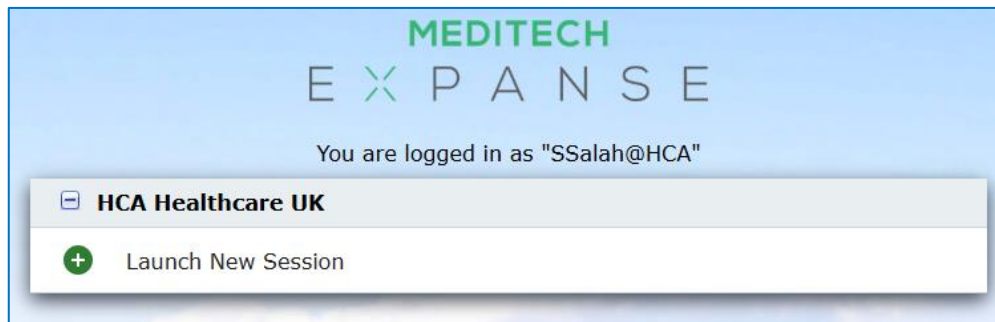 MEDITECH
EXPANSE
You are logged in as "SSalah@HCA"
HCA Healthcare UK
Launch New Session